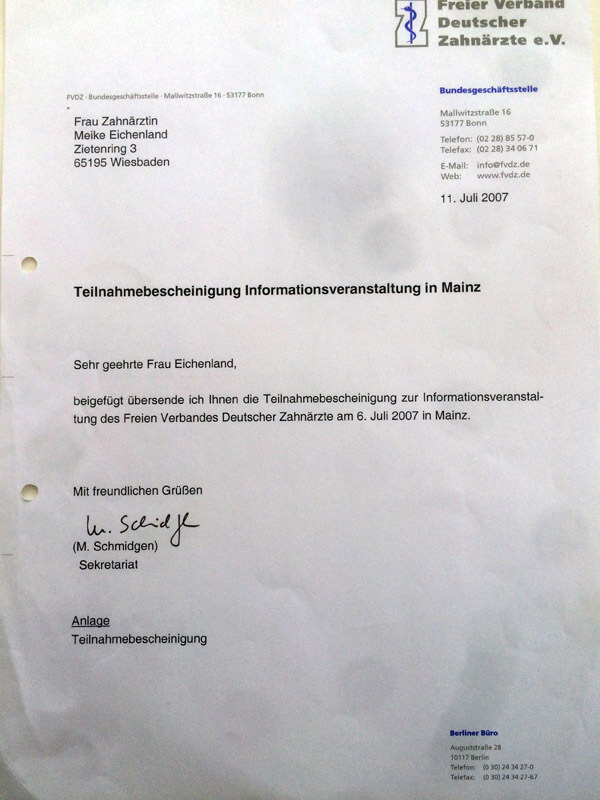 Freier Verband
Deutscher
Zahnärzte e.V.
Bundesgeschäftsstelle
FVDZ · Bundesgeschäftsstelle · Mallwitzstraße 16 · 53177 Bonn
Mallwitzstraße 16
53177 Bonn
Telefon: (02 28) 85 57-0
Telefax: (02 28) 34 06 71
E-Mail: info@fvdz.de
Web: www.fvdz.de
Frau Zahnärztin
Meike Eichenland
Zietenring 3
65195 Wiesbaden
11. Juli 2007
Teilnahmebescheinigung Informationsveranstaltung in Mainz
Sehr geehrte Frau Eichenland,
beigefügt übersende ich Ihnen die Teilnahmebescheinigung zur Informationsveranstal-
tung des Freien Verbandes Deutscher Zahnärzte am 6. Juli 2007 in Mainz.
Mit freundlichen Grüßen
(M. Schmidgen)
Sekretariat
Anlage
Teilnahmebescheinigung
Berliner Büro
Auguststraße 28
10117 Berlin
Telefon: (0 30) 24 34 27-0
Telefax: (0 30) 24 34 27-67